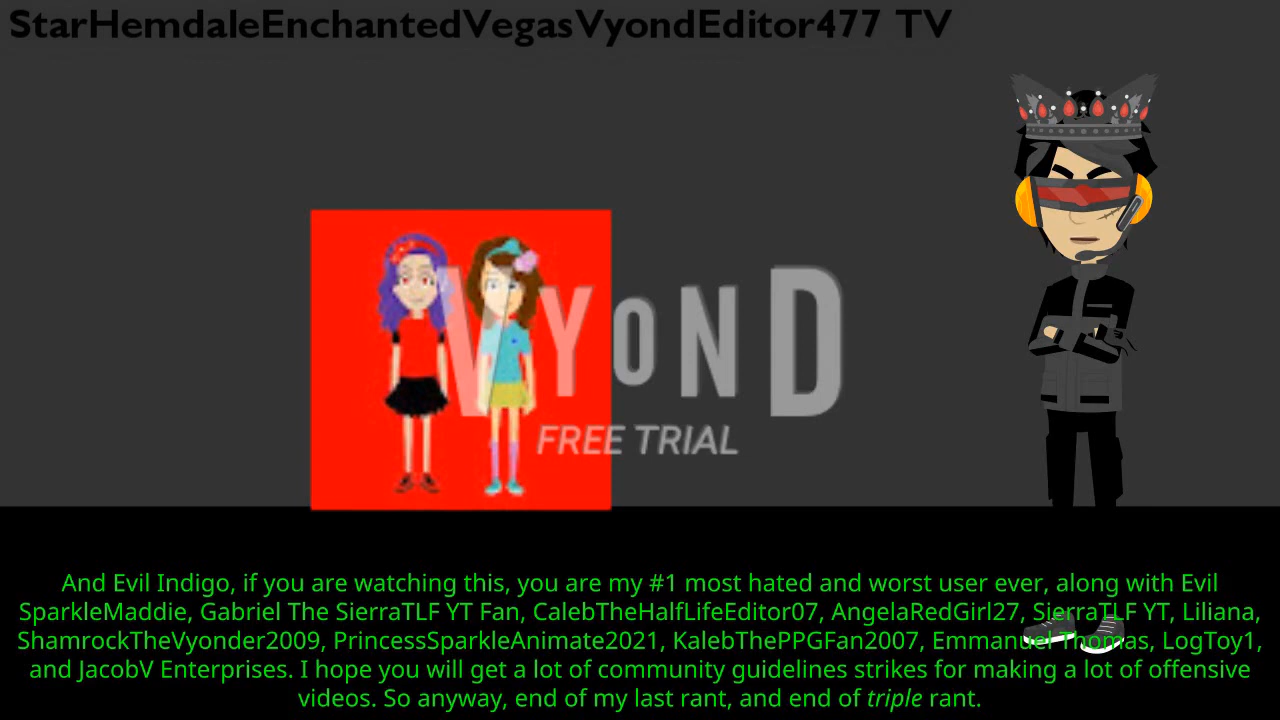 StarHemdaleEnchantedVegasVyondEditor477 TV
VYOND
FREE TRIAL
And Evil Indigo, if you are watching this, you are my #1 most hated and worst user ever, along with Evil
SparkleMaddie, Gabriel The SierraTLF YT Fan, CalebTheHalfLifeEditor07, AngelaRedGirl27, SierraTLF YT, Liliana,
ShamrockTheVyonder2009, PrincessSparkleAnimate2021, KalebThePPGFan2007, Emmanuel Thomas, LogToy1,
and JacobV Enterprises. I hope you will get a lot of community guidelines strikes for making a lot of offensive
videos. So anyway, end of my last rant, and end of triple rant.